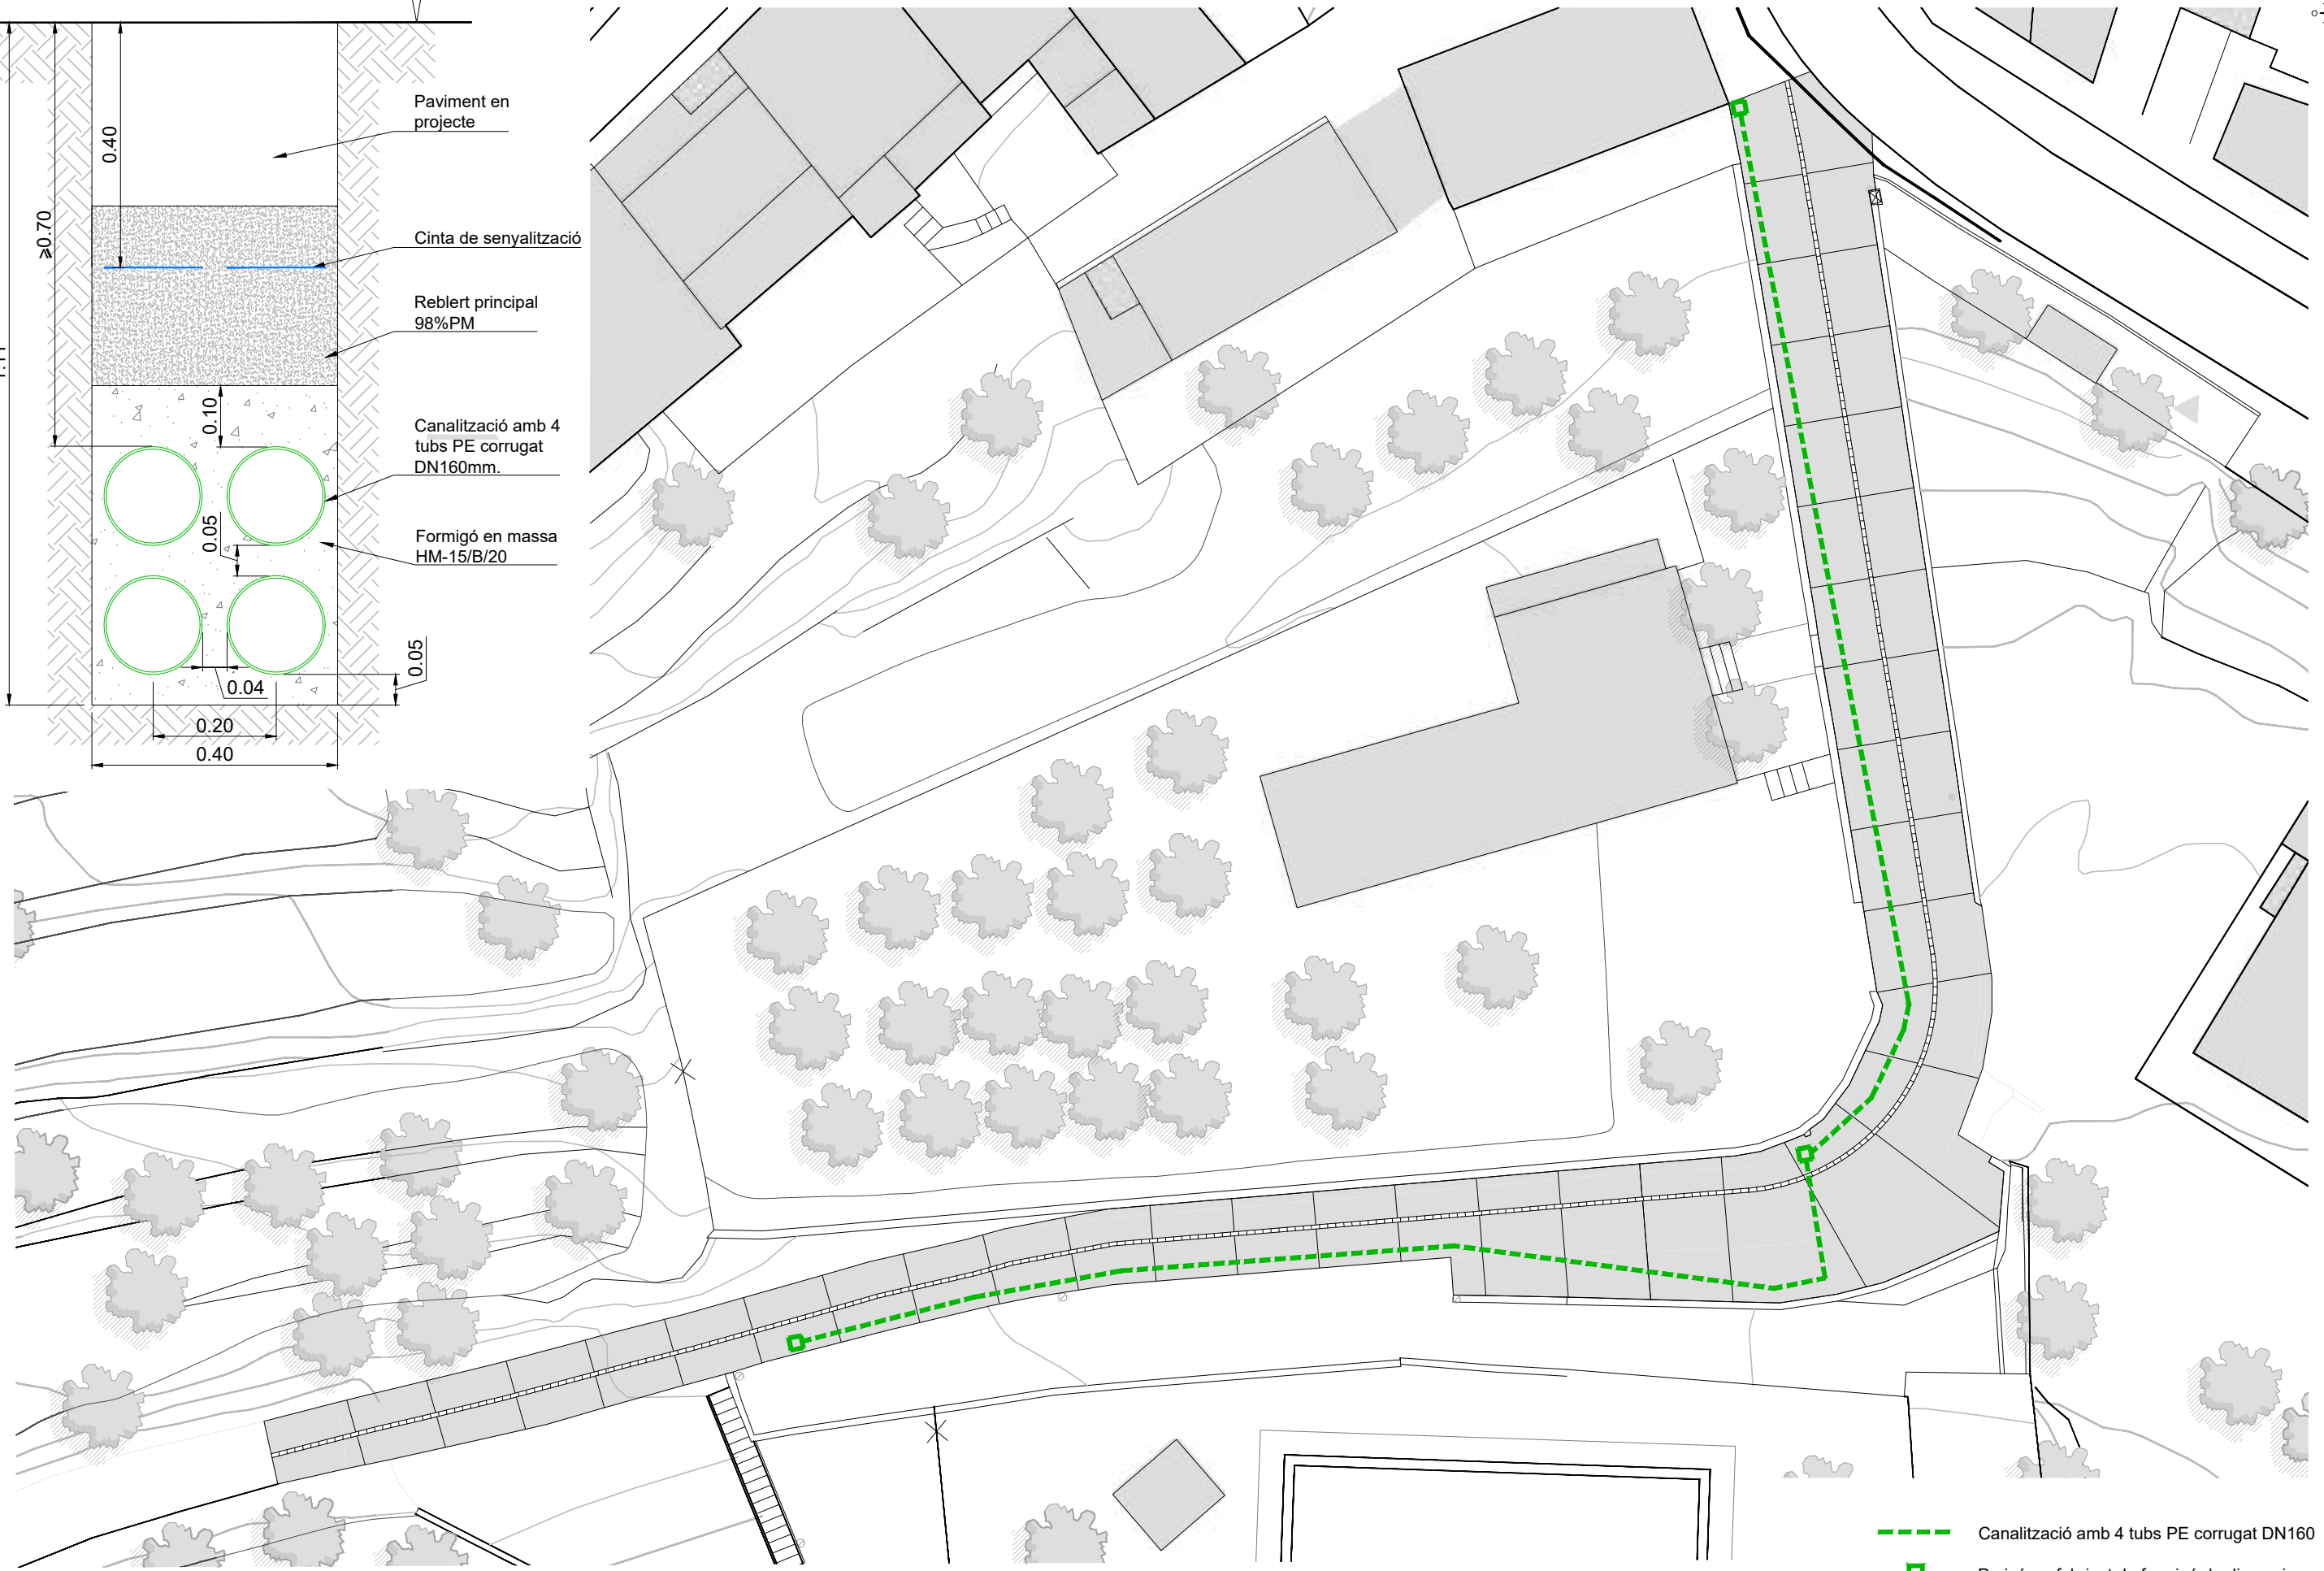 Paviment en
projecte
0.40
≥0.70
Cinta de senyalització
Reblert principal
98%PM
0.10
Canalització amb 4
tubs PE corrugat
DN160mm.
0.05
Formigó en massa
HM-15/B/20
0.05
0.04
0.20
0.40
Canalització amb 4 tubs PE corrugat DN160